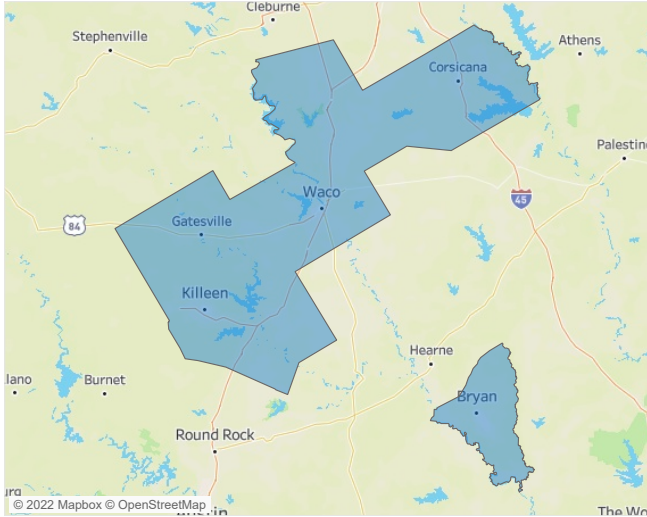 Cleburne
Stephenville
Athens
Corsicana
Palestine
Waco
45
84
Gatesville
Killeen
Hearne
llano
Burnet
Bryan
Round Rock
urg
The Wo
© 2022 Mapbox © OpenStreetMap
Austin